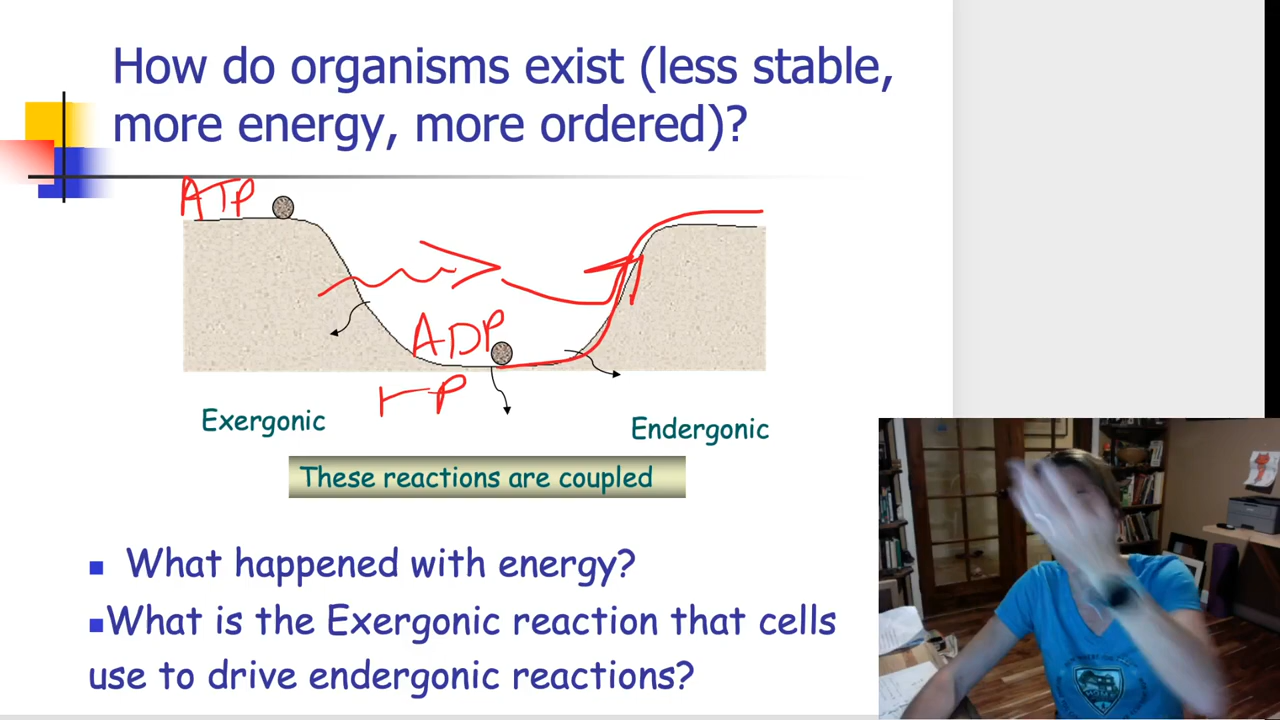 How do organisms exist (less stable,
more energy, more ordered)?
ATP
ADP
+P
Exergonic
Endergonic
These reactions are coupled
What happened with energy?
What is the Exergonic reaction that cells
use to drive endergonic reactions?